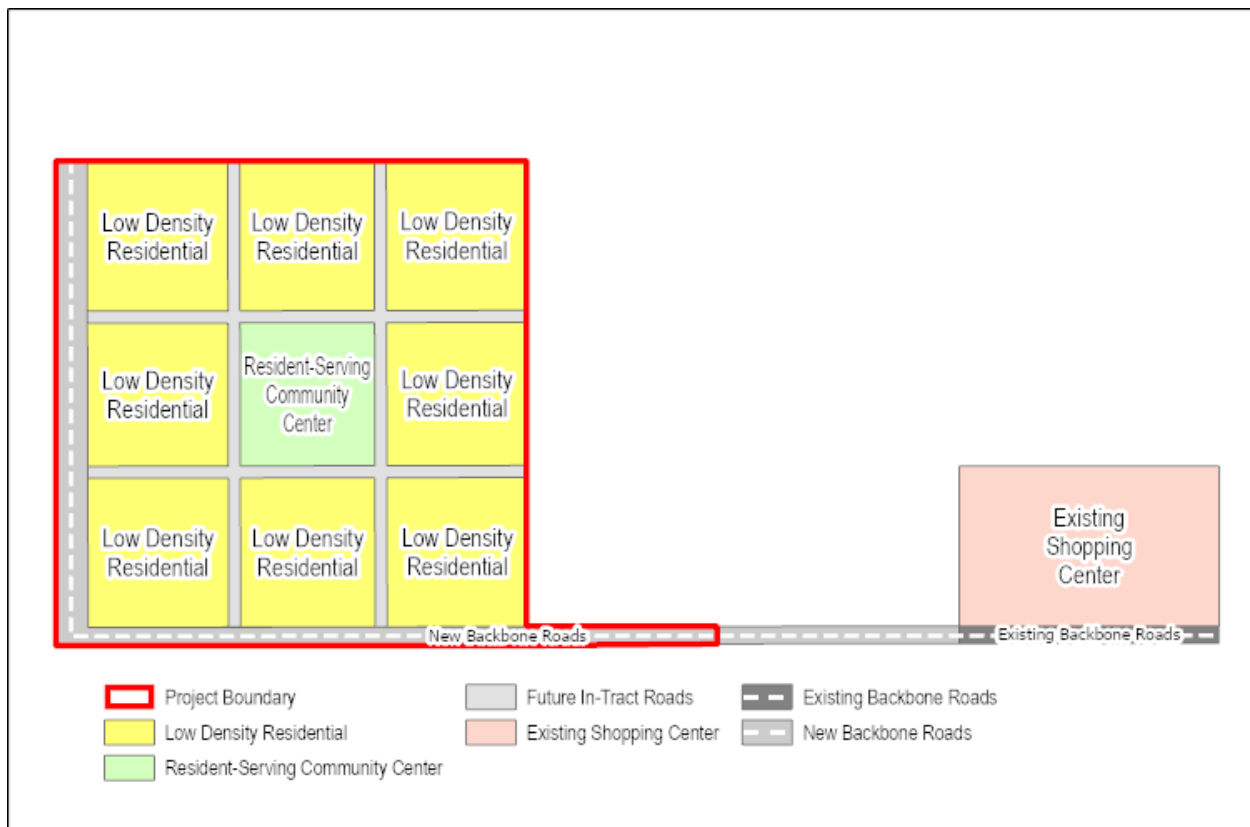 Low Density
Residential
Low Density
Residential
Low Density
Residential
Low Density
Residential
Resident-Serving
Community
Center
Low Density
Residential
Low Density
Residential
Low Density
Residential
Low Density
Residential
Existing
Shopping
Center
New Backbone Roads
Existing Backbone Roads
Project Boundary
Low Density Residential
Resident-Serving Community Center
Future In-Tract Roads
Existing Shopping Center
Existing Backbone Roads
New Backbone Roads